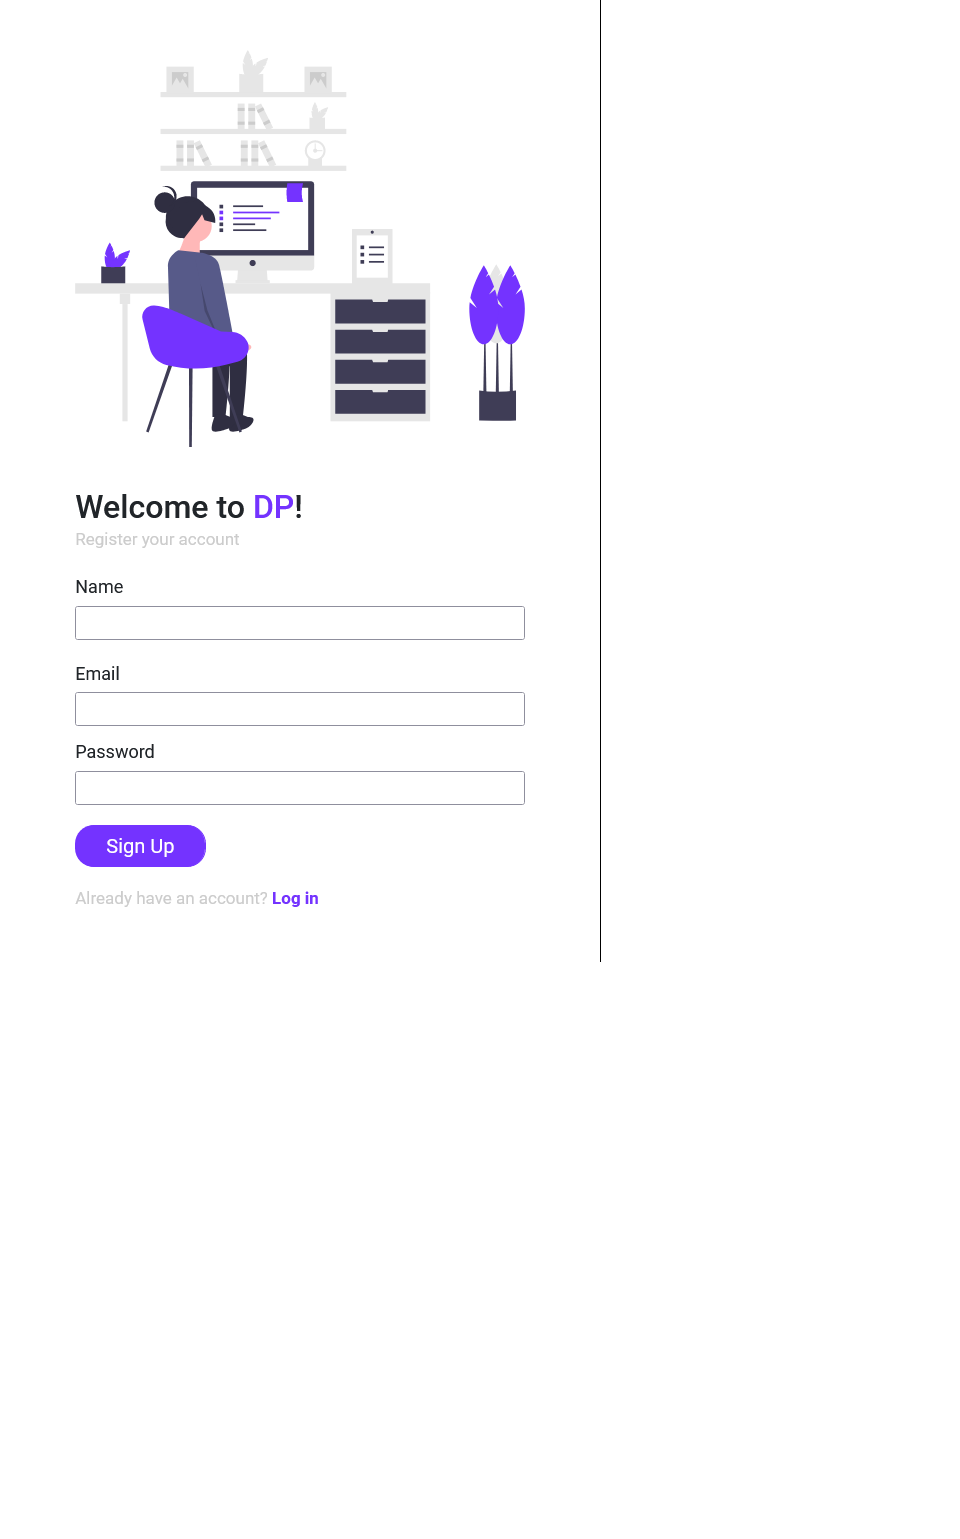 Welcome to DP!
Register your account
Name
Email
Password
Sign Up
Already have an account? Log in